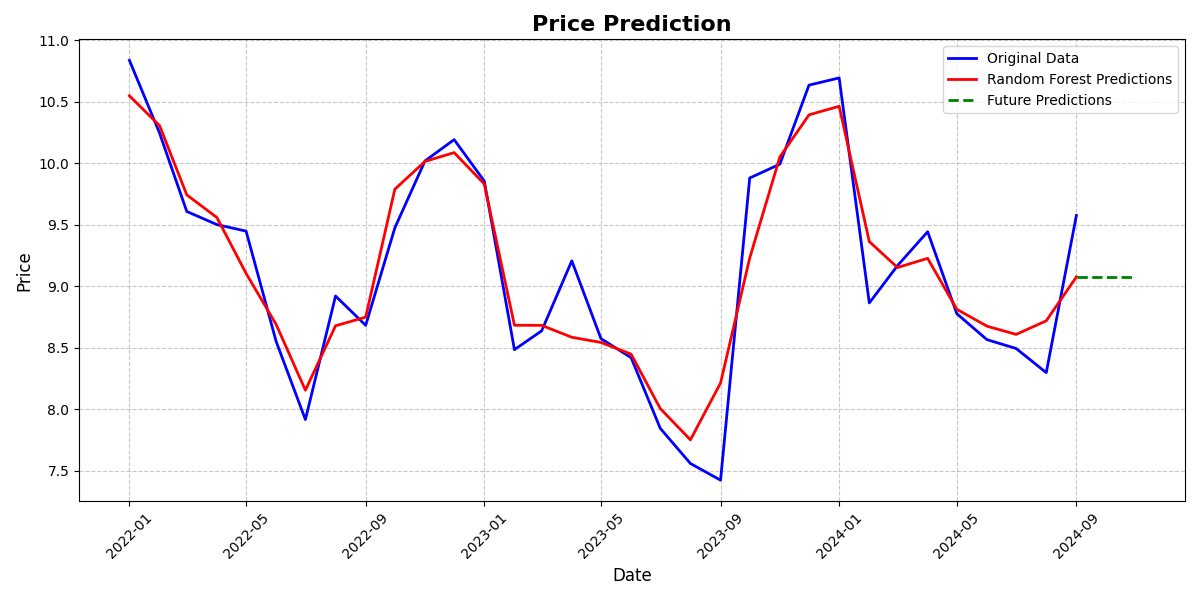 Price Prediction
Original Data
Random Forest Predictions
Future Predictions
Price
11.0
10.5
10.0
9.5
9.0
8.5
8.0
7.5
2022-01
2022-05
2022-09
2023-01
2023-05
2023-09
2024-01
2024-05
2024-09
Date